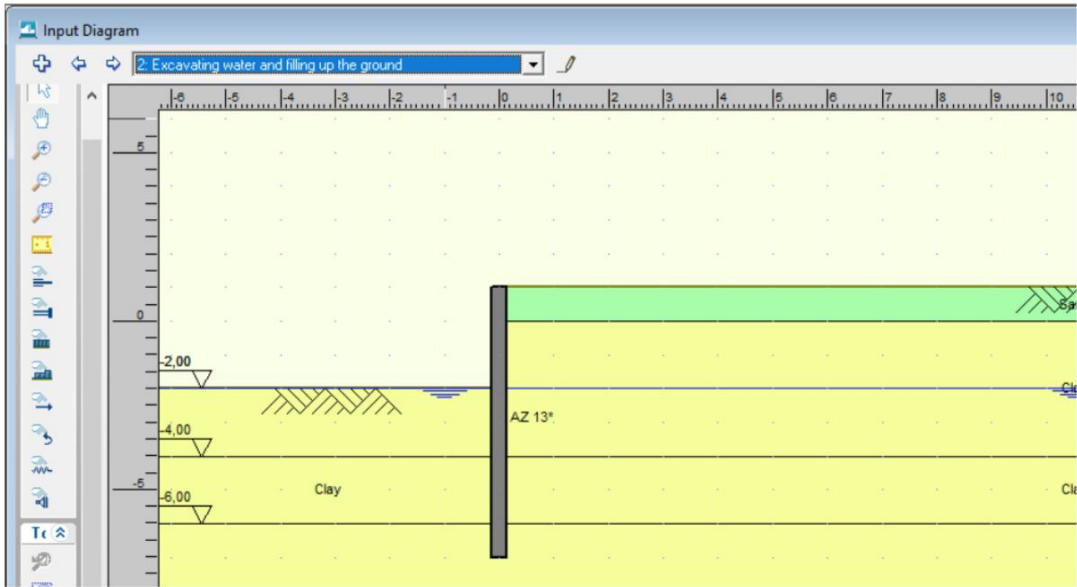 Input Diagram
2: Excavating water and filling up the ground
-6 -5 -4 -3 -2 -1 0 1 2 3 4 5 6 7 8 9 10
5
0
-2,00
AZ 13*
-4,00
-5
Clay
-6,00